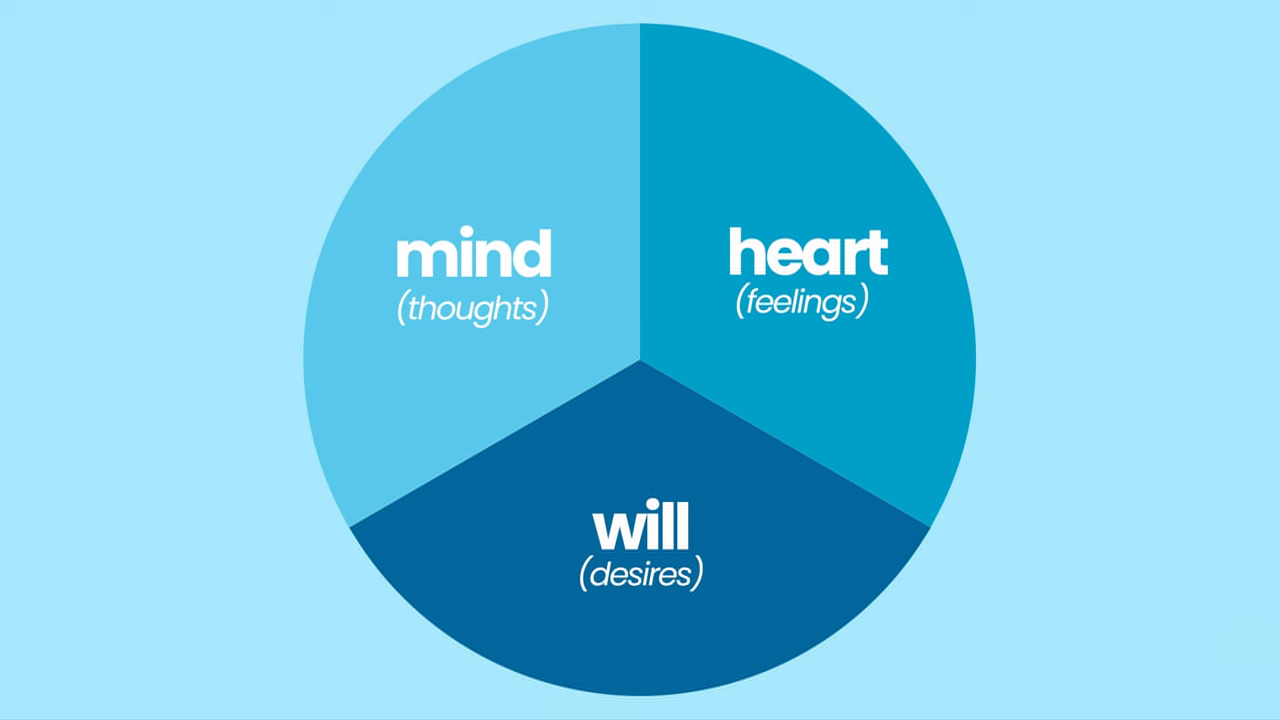 mind
(thoughts)
heart
(feelings)
will
(desires)